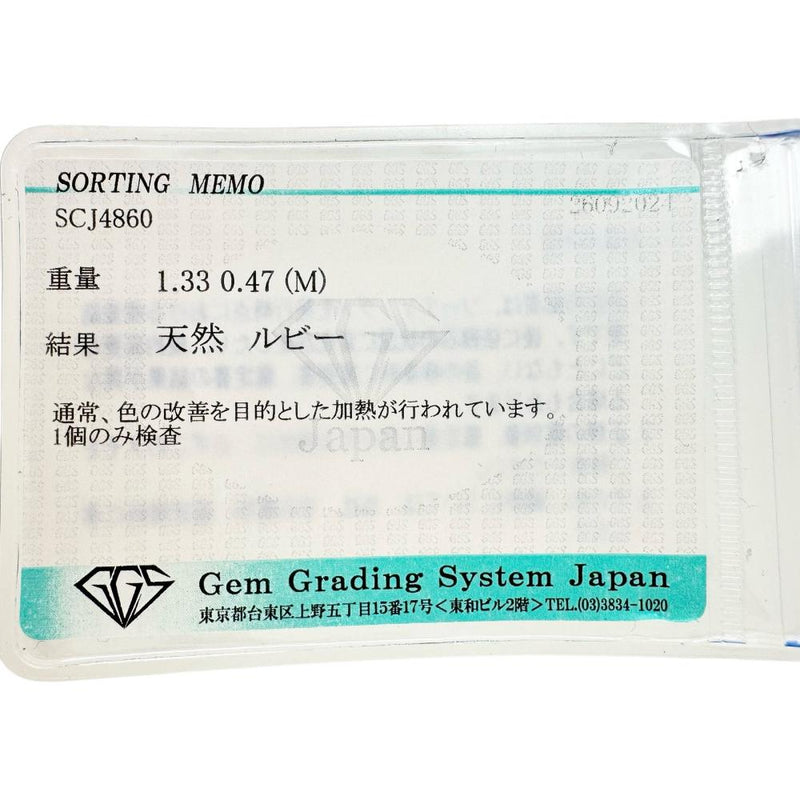 SORTING MEMO
26092024
SCJ4860
重量 1.33 0.47 (M)
結果 天然 ルビー
通常、色の改善を目的とした加熱が行われています。
1個のみ検査
Japan
GGS Gem Grading System Japan
東京都台東区上野五丁目15番17号<東和ビル2階>TEL.(03)3834-1020